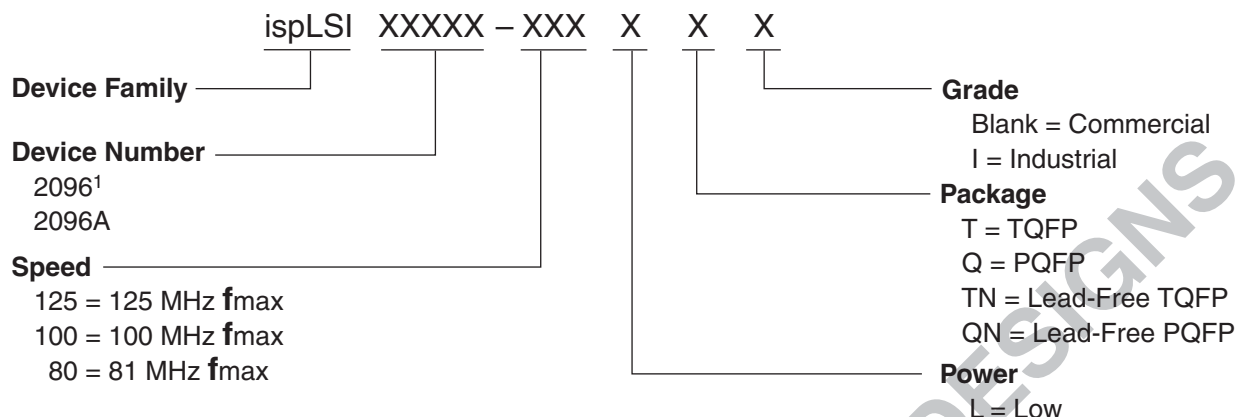 ispLSI XXXXX – XXX X X X
Device Family
Device Number
2096¹
2096A
Speed
125 = 125 MHz fmax
100 = 100 MHz fmax
80 = 81 MHz fmax
Grade
Blank = Commercial
I = Industrial
Package
T = TQFP
Q = PQFP
TN = Lead-Free TQFP
QN = Lead-Free PQFP
Power
L = Low
DESIGNS